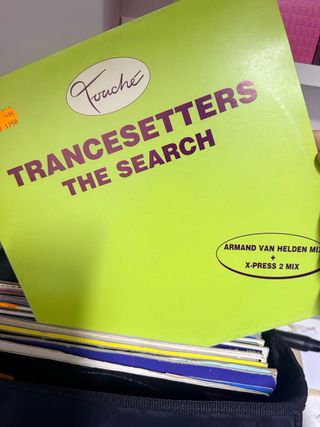 Touché
TRANCESETTERS
THE SEARCH
ARMAND VAN HELDEN MIX
+
X-PRESS 2 MIX